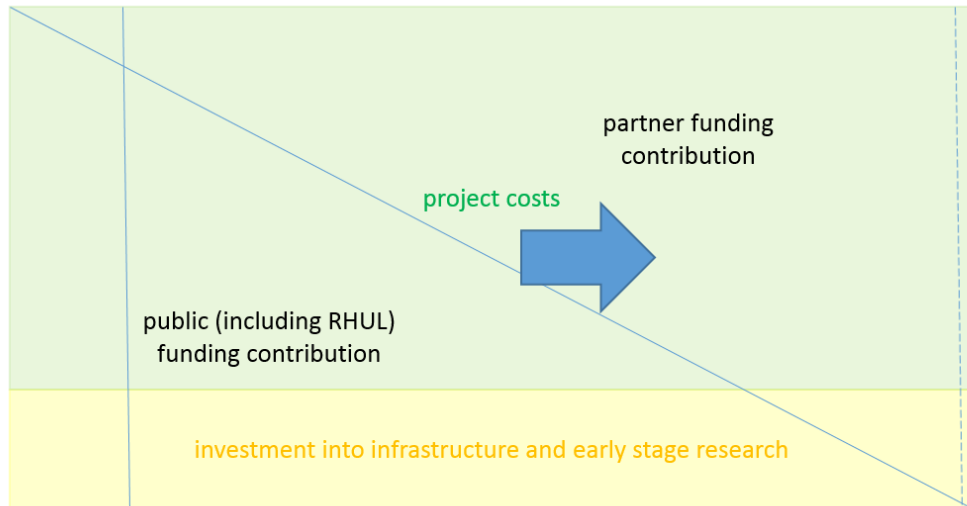 partner funding
contribution
project costs
public (including RHUL)
funding contribution
investment into infrastructure and early stage research